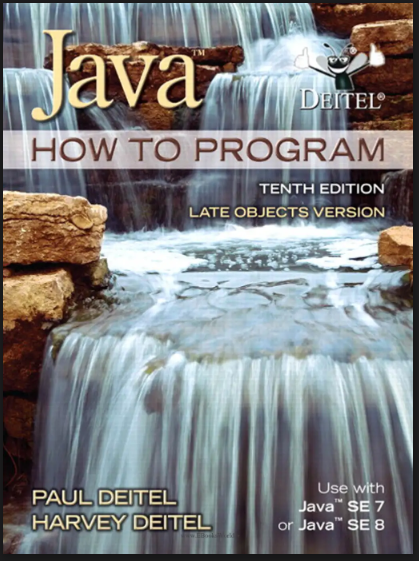 Java™
DEITEL®
HOW TO PROGRAM
TENTH EDITION
LATE OBJECTS VERSION
PAUL DEITEL
HARVEY DEITEL
Use with
Java™ SE 7
or Java™ SE 8